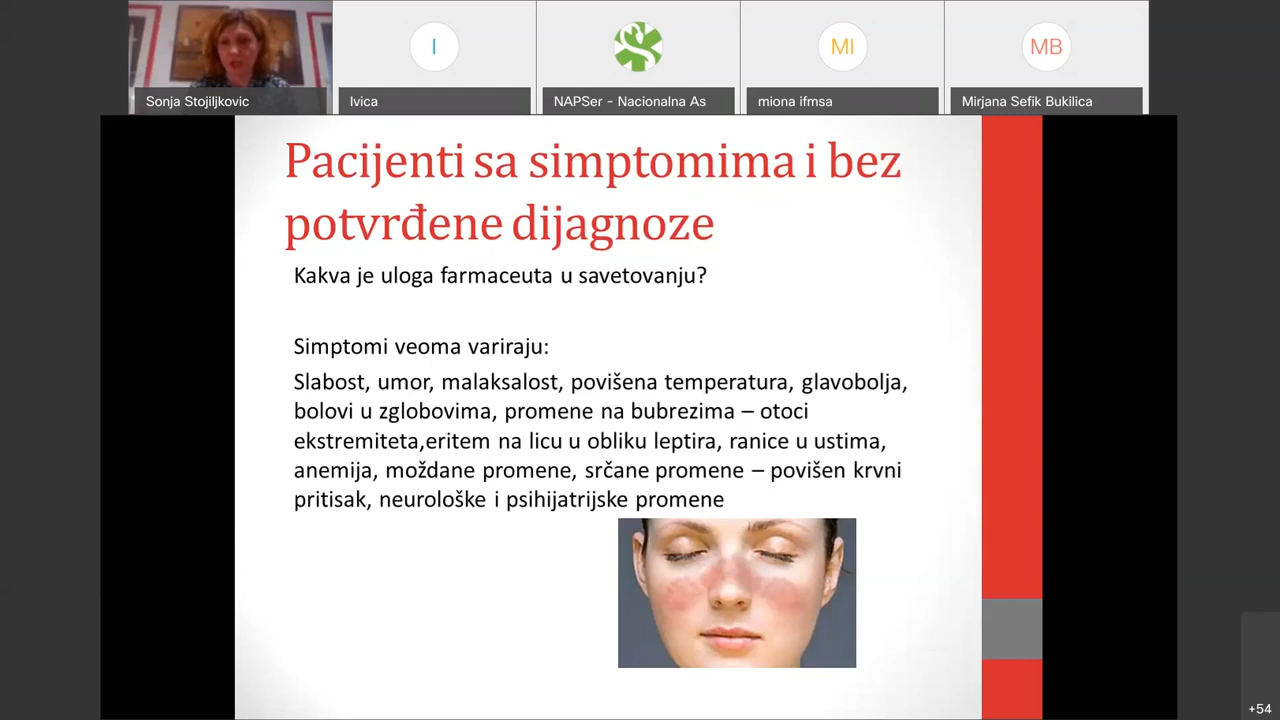 I
MI
MB
Sonja Stojiljkovic
Ivica
NAPSer - Nacionalna As
miona ifmsa
Mirjana Sefik Bukilica
Pacijenti sa simptomima i bez
potvrđene dijagnoze
Kakva je uloga farmaceuta u savetovanju?
Simptomi veoma variraju:
Slabost, umor, malaksalost, povišena temperatura, glavobolja,
bolovi u zglobovima, promene na bubrezima – otoci
ekstremiteta,eritem na licu u obliku leptira, ranice u ustima,
anemija, moždane promene, srčane promene – povišen krvni
pritisak, neurološke i psihijatrijske promene
+54